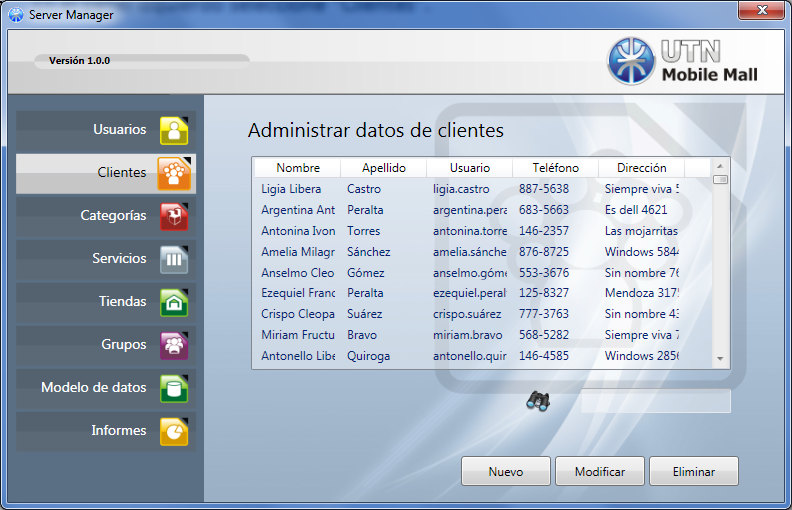 Server Manager
Versión 1.0.0
UTN
Mobile Mall
Usuarios
Clientes
Categorías
Servicios
Tiendas
Grupos
Modelo de datos
Informes
Administrar datos de clientes
Nombre Apellido Usuario Teléfono Dirección
Ligia Libera Castro ligia.castro 887-5638 Siempre viva 5
Argentina Ant Peralta argentina.pera 683-5663 Es dell 4621
Antonina Ivon Torres antonina.torre 146-2357 Las mojarritas
Amelia Milagr Sánchez amelia.sánche 876-8725 Windows 5844
Anselmo Cleo Gómez anselmo.góme 553-3676 Sin nombre 76
Ezequiel Franc Peralta ezequiel.peral 125-8327 Mendoza 3175
Crispo Cleopa Suárez crispo.suárez 777-3763 Sin nombre 43
Miriam Fructu Bravo miriam.bravo 568-5282 Siempre viva 7
Antonello Libe Quiroga antonello.quir 146-4585 Windows 2856
Nuevo Modificar Eliminar